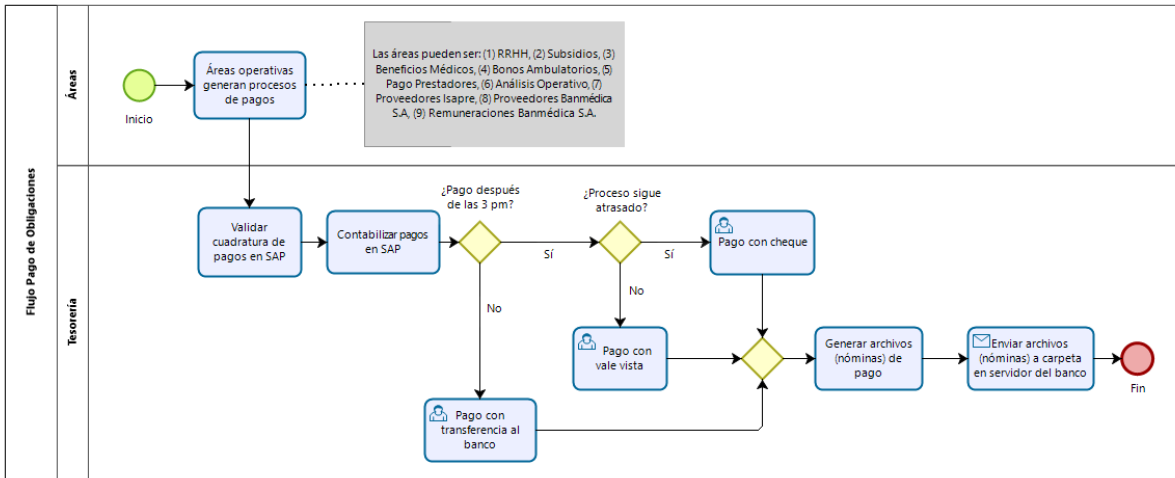 Flujo Pago de Obligaciones
Áreas
Inicio
Áreas operativas
generan procesos
de pagos
Las áreas pueden ser: (1) RRHH, (2) Subsidios, (3)
Beneficios Médicos, (4) Bonos Ambulatorios, (5)
Pago Prestadores, (6) Análisis Operativo, (7)
Proveedores Isapre, (8) Proveedores Banmédica
S.A, (9) Remuneraciones Banmédica S.A.
Tesorería
Validar
cuadratura de
pagos en SAP
Contabilizar pagos
en SAP
¿Pago después
de las 3 pm?
Sí
No
¿Proceso sigue
atrasado?
Sí
No
Pago con cheque
Pago con
vale vista
Pago con
transferencia al
banco
Generar archivos
(nóminas) de
pago
Enviar archivos
(nóminas) a carpeta
en servidor del banco
Fin